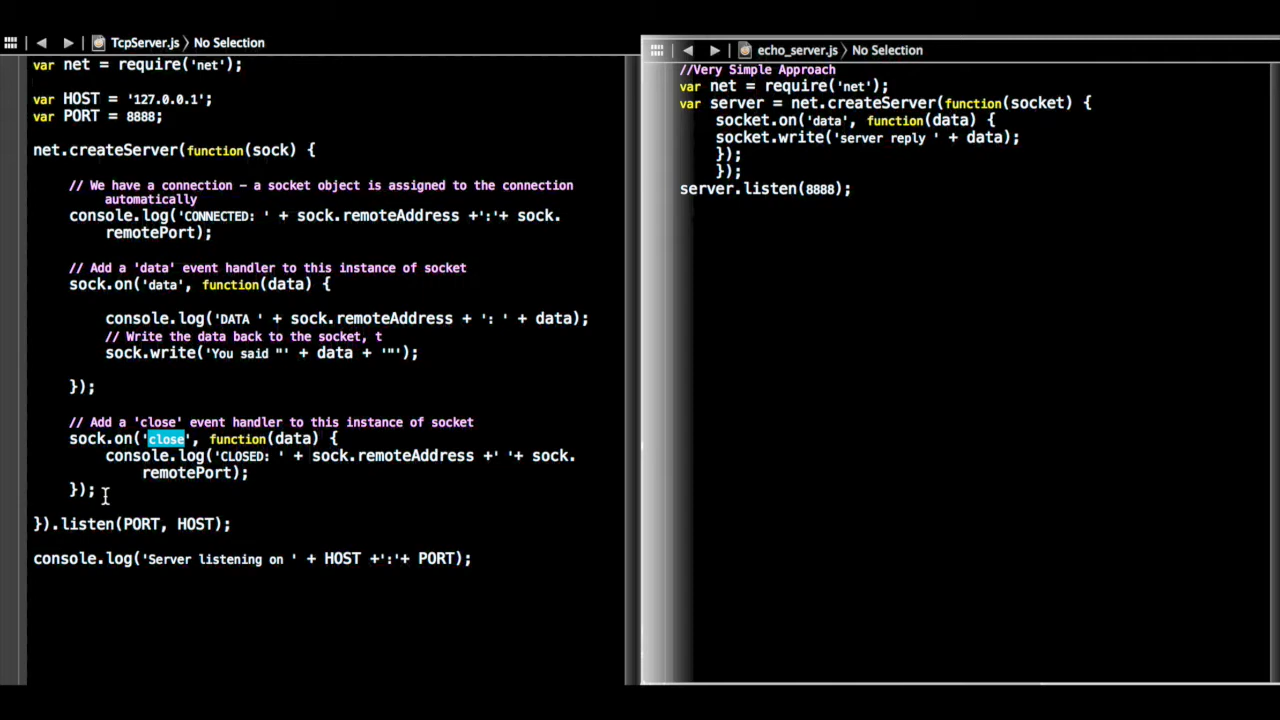 TcpServer.js 〉 No Selection
var net = require('net');
var HOST = '127.0.0.1';
var PORT = 8888;
net.createServer(function(sock) {
// We have a connection – a socket object is assigned to the connection
automatically
console.log('CONNECTED: ' + sock.remoteAddress +':'+ sock.
remotePort);
// Add a 'data' event handler to this instance of socket
sock.on('data', function(data) {
console.log('DATA ' + sock.remoteAddress + ': ' + data);
// Write the data back to the socket, t
sock.write('You said "' + data + '"');
});
// Add a 'close' event handler to this instance of socket
sock.on('close', function(data) {
console.log('CLOSED: ' + sock.remoteAddress +' '+ sock.
remotePort);
});
}).listen(PORT, HOST);
console.log('Server listening on ' + HOST +':'+ PORT);
echo_server.js 〉 No Selection
//Very Simple Approach
var net = require('net');
var server = net.createServer(function(socket) {
socket.on('data', function(data) {
socket.write('server reply ' + data);
});
});
server.listen(8888);